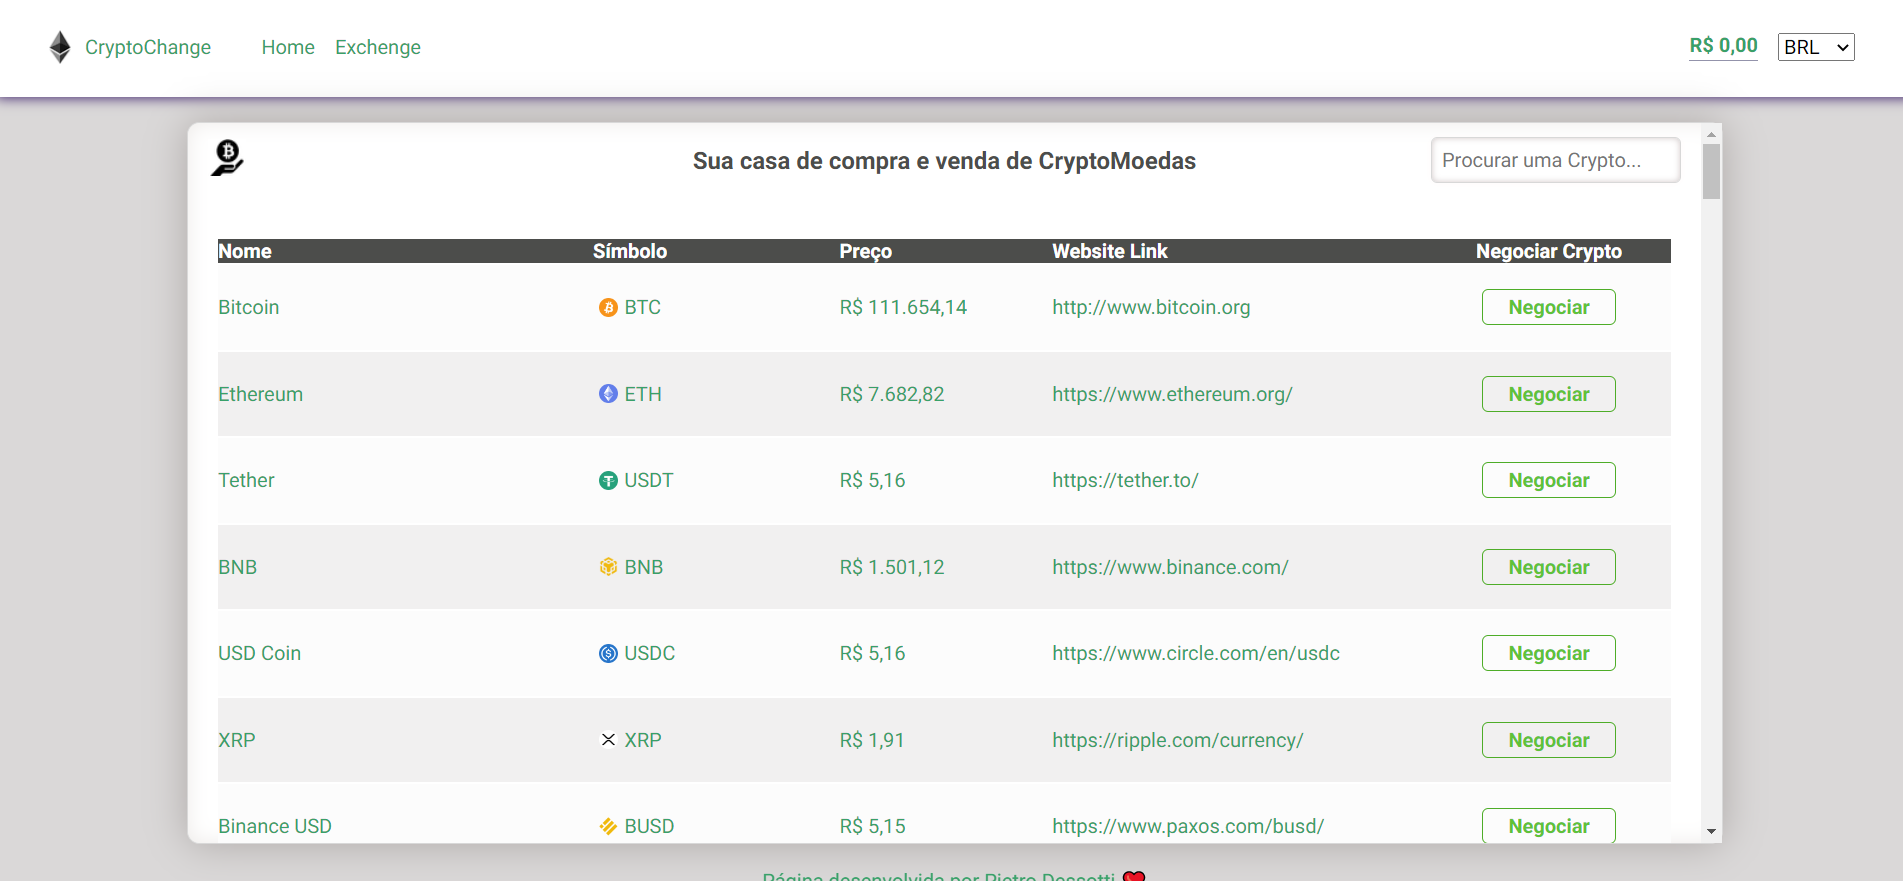 CryptoChange Home Exchenge R$ 0,00 BRL
Sua casa de compra e venda de CryptoMoedas Procurar uma Crypto...
Nome Símbolo Preço Website Link Negociar Crypto
Bitcoin BTC R$ 111.654,14 http://www.bitcoin.org Negociar
Ethereum ETH R$ 7.682,82 https://www.ethereum.org/ Negociar
Tether USDT R$ 5,16 https://tether.to/ Negociar
BNB BNB R$ 1.501,12 https://www.binance.com/ Negociar
USD Coin USDC R$ 5,16 https://www.circle.com/en/usdc Negociar
XRP XRP R$ 1,91 https://ripple.com/currency/ Negociar
Binance USD BUSD R$ 5,15 https://www.paxos.com/busd/ Negociar
Página desenvolvida por Pietro Dessotti